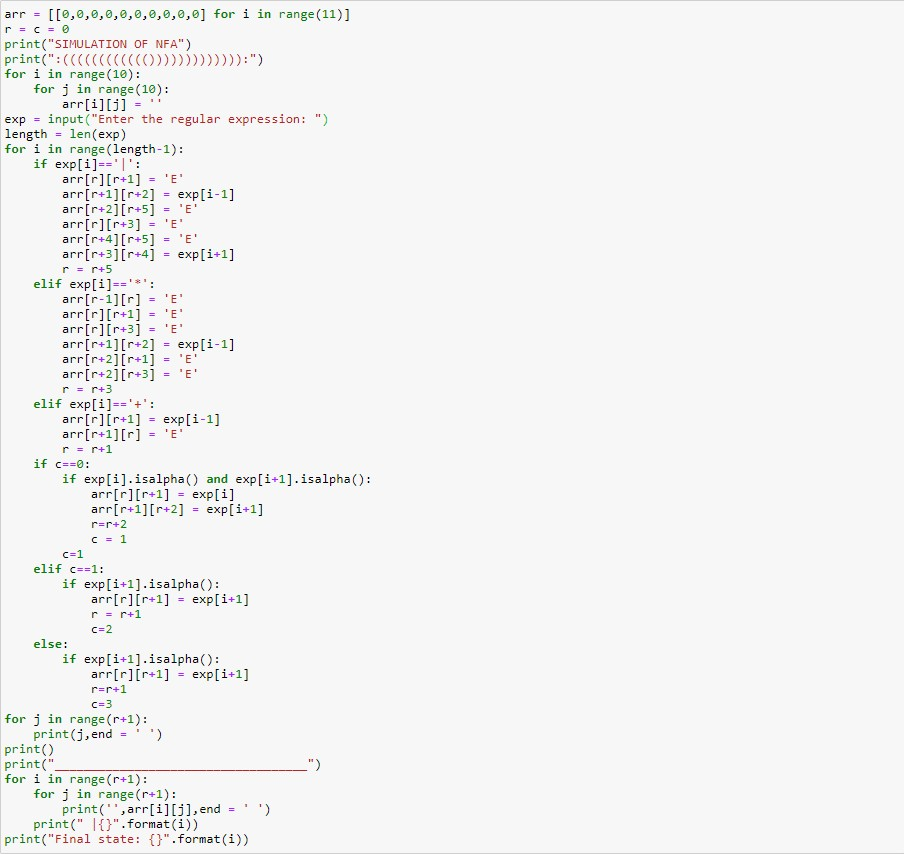 arr = [[0,0,0,0,0,0,0,0,0,0] for i in range(11)]
r = c = 0
print("SIMULATION OF NFA")
print(":(((((((((((()))))))))))):")
for i in range(10):
    for j in range(10):
        arr[i][j] = ''
exp = input("Enter the regular expression: ")
length = len(exp)
for i in range(length-1):
    if exp[i]=='|':
        arr[r][r+1] = 'E'
        arr[r+1][r+2] = exp[i-1]
        arr[r+2][r+5] = 'E'
        arr[r][r+3] = 'E'
        arr[r+4][r+5] = 'E'
        arr[r+3][r+4] = exp[i+1]
        r = r+5
    elif exp[i]=='*':
        arr[r-1][r] = 'E'
        arr[r][r+1] = 'E'
        arr[r][r+3] = 'E'
        arr[r+1][r+2] = exp[i-1]
        arr[r+2][r+1] = 'E'
        arr[r+2][r+3] = 'E'
        r = r+3
    elif exp[i]=='+':
        arr[r][r+1] = exp[i-1]
        arr[r+1][r] = 'E'
        r = r+1
    if c==0:
        if exp[i].isalpha() and exp[i+1].isalpha():
            arr[r][r+1] = exp[i]
            arr[r+1][r+2] = exp[i+1]
            r=r+2
            c = 1
        c=1
    elif c==1:
        if exp[i+1].isalpha():
            arr[r][r+1] = exp[i+1]
            r = r+1
            c=2
    else:
        if exp[i+1].isalpha():
            arr[r][r+1] = exp[i+1]
            r=r+1
            c=3
for j in range(r+1):
    print(j,end = ' ')
print()
print("___________________________________")
for i in range(r+1):
    for j in range(r+1):
        print('',arr[i][j],end = ' ')
    print(" |{}".format(i))
print("Final state: {}".format(i))